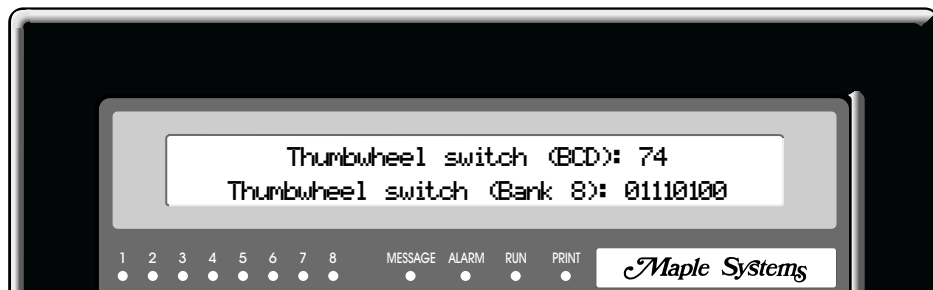 Thumbwheel switch (BCD): 74
Thumbwheel switch (Bank 8): 01110100
1 2 3 4 5 6 7 8 MESSAGE ALARM RUN PRINT Maple Systems